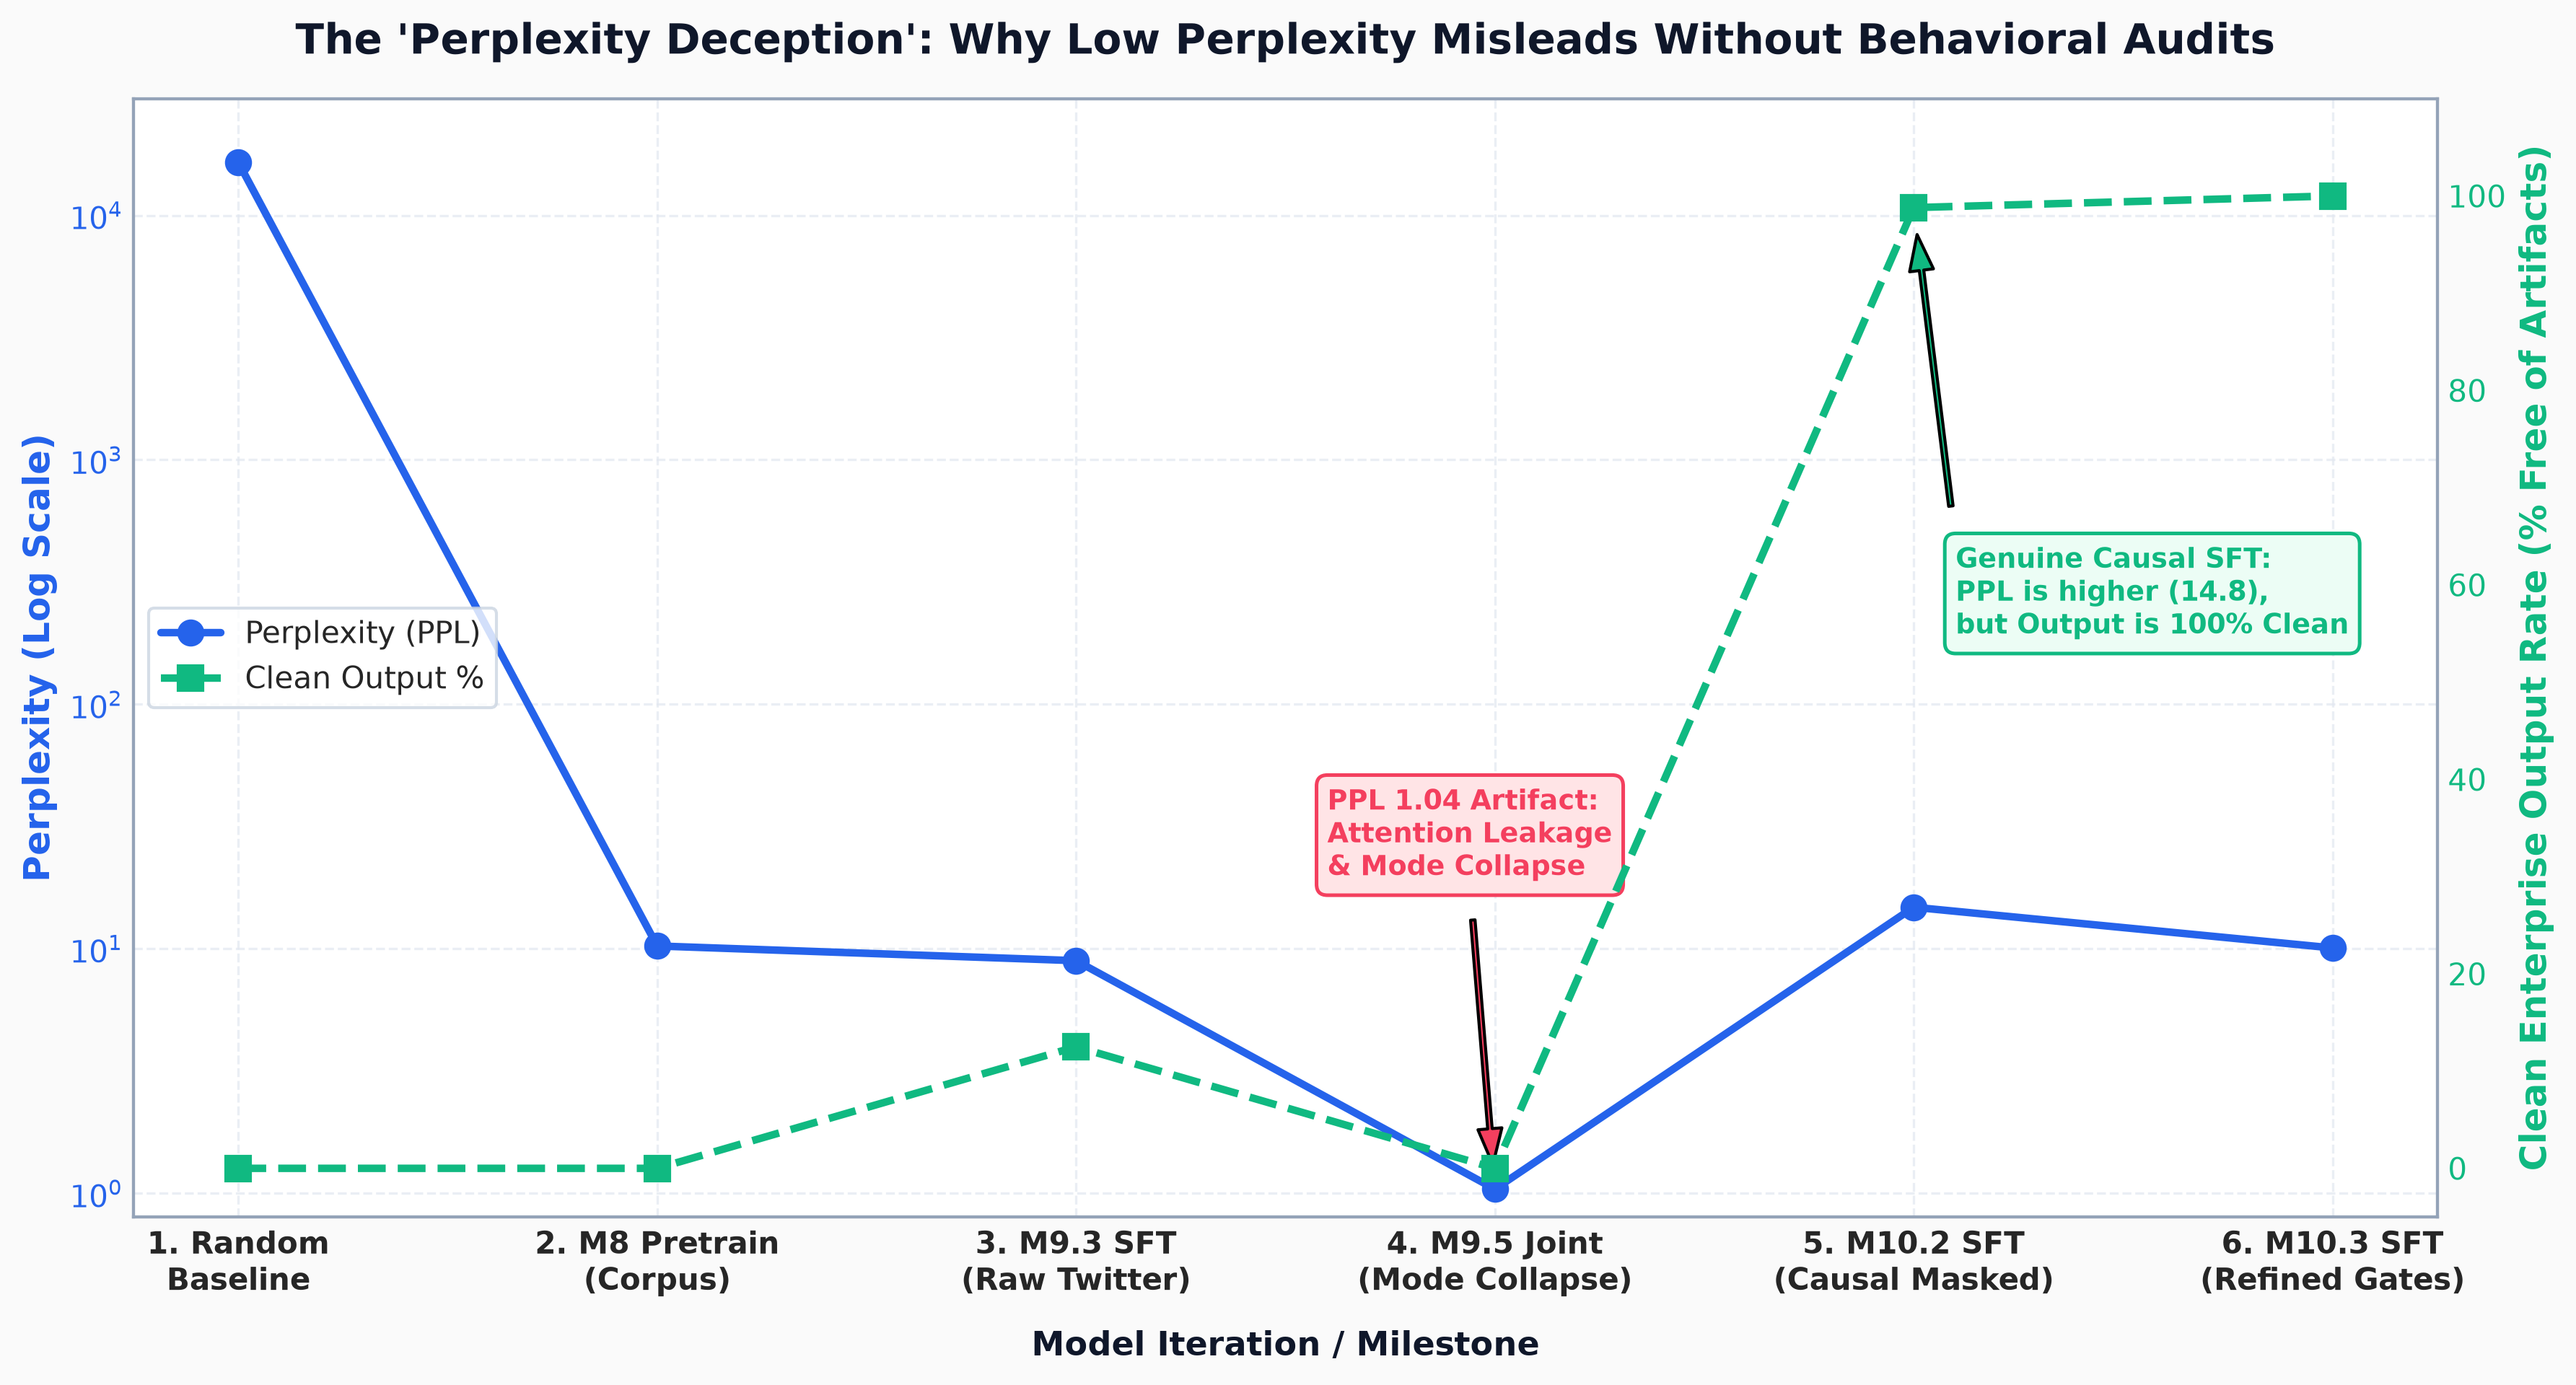 The 'Perplexity Deception': Why Low Perplexity Misleads Without Behavioral Audits
Perplexity (Log Scale)
10⁴
10³
10²
10¹
10⁰
Perplexity (PPL)
Clean Output %
PPL 1.04 Artifact:
Attention Leakage
& Mode Collapse
Genuine Causal SFT:
PPL is higher (14.8),
but Output is 100% Clean
100
80
60
40
20
0
Clean Enterprise Output Rate (% Free of Artifacts)
1. Random
Baseline
2. M8 Pretrain
(Corpus)
3. M9.3 SFT
(Raw Twitter)
4. M9.5 Joint
(Mode Collapse)
5. M10.2 SFT
(Causal Masked)
6. M10.3 SFT
(Refined Gates)
Model Iteration / Milestone